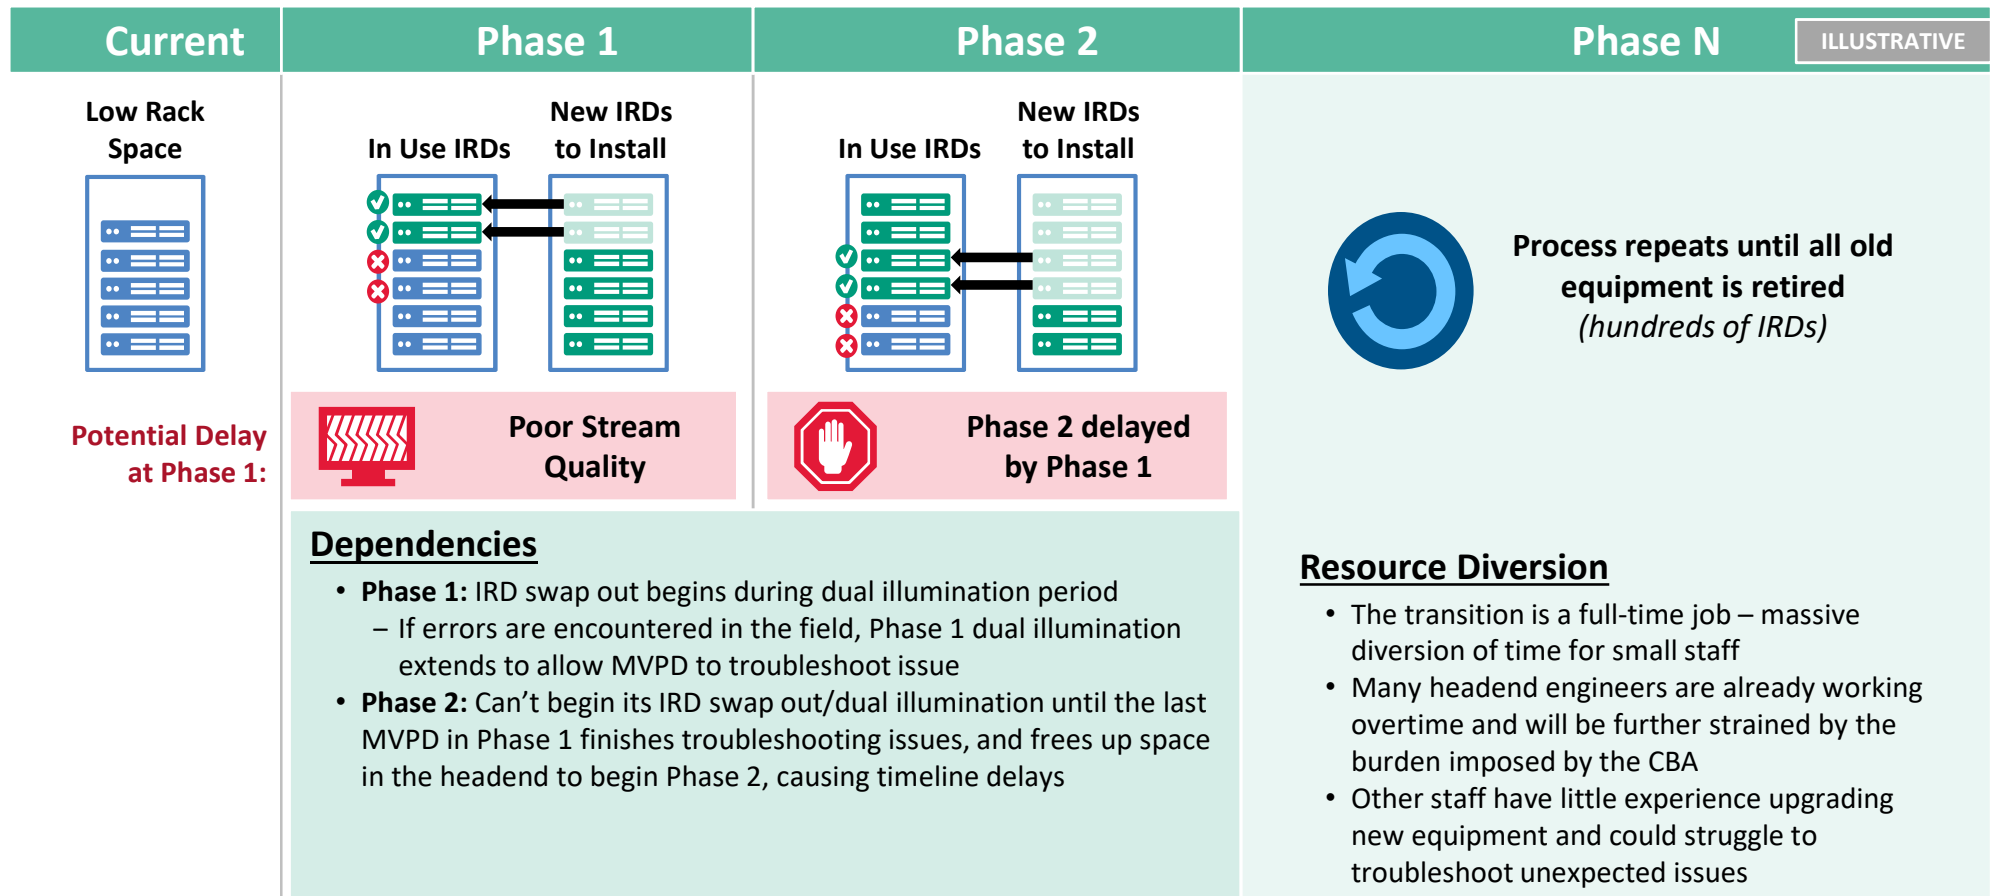 Current
Phase 1
Phase 2
Phase N
ILLUSTRATIVE
Low Rack
Space
In Use IRDs
New IRDs
to Install
In Use IRDs
New IRDs
to Install
Process repeats until all old
equipment is retired
(hundreds of IRDs)
Potential Delay
at Phase 1:
Poor Stream
Quality
Phase 2 delayed
by Phase 1
Dependencies
• Phase 1: IRD swap out begins during dual illumination period
– If errors are encountered in the field, Phase 1 dual illumination
extends to allow MVPD to troubleshoot issue
• Phase 2: Can’t begin its IRD swap out/dual illumination until the last
MVPD in Phase 1 finishes troubleshooting issues, and frees up space
in the headend to begin Phase 2, causing timeline delays
Resource Diversion
• The transition is a full-time job – massive
diversion of time for small staff
• Many headend engineers are already working
overtime and will be further strained by the
burden imposed by the CBA
• Other staff have little experience upgrading
new equipment and could struggle to
troubleshoot unexpected issues